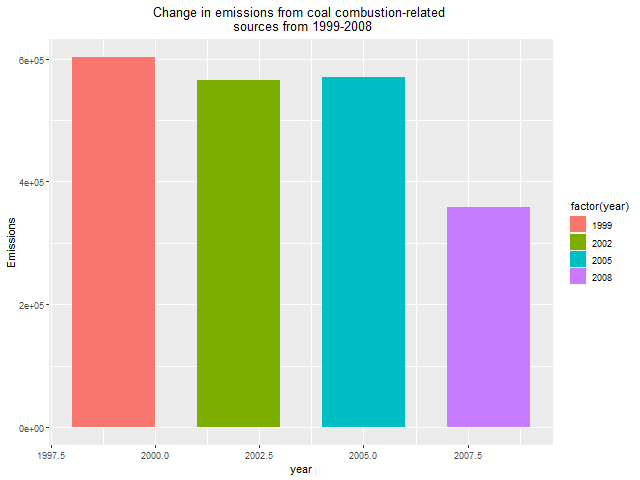 Change in emissions from coal combustion-related
sources from 1999-2008
Emissions
6e+05
4e+05
2e+05
0e+00
1997.5
2000.0
2002.5
2005.0
2007.5
year
factor(year)
1999
2002
2005
2008